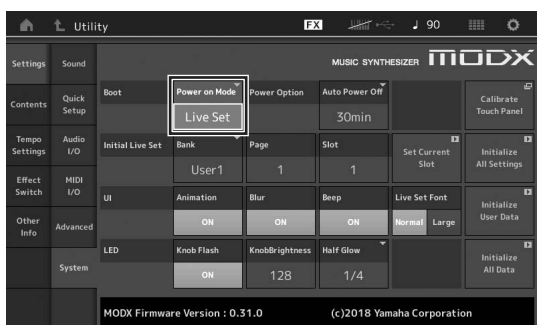 Utility
FX
90
Settings
Sound
MUSIC SYNTHESIZER MODX
Contents
Quick Setup
Boot
Power on Mode
Live Set
Power Option
Auto Power Off
30min
Calibrate Touch Panel
Tempo Settings
Audio I/O
Initial Live Set
Bank
User1
Page
1
Slot
1
Set Current Slot
Initialize All Settings
Effect Switch
MIDI I/O
UI
Animation
ON
Blur
ON
Beep
ON
Live Set Font
Normal
Large
Initialize User Data
Other Info
Advanced
LED
Knob Flash
ON
KnobBrightness
128
Half Glow
1/4
Initialize All Data
System
MODX Firmware Version : 0.31.0
(c)2018 Yamaha Corporation